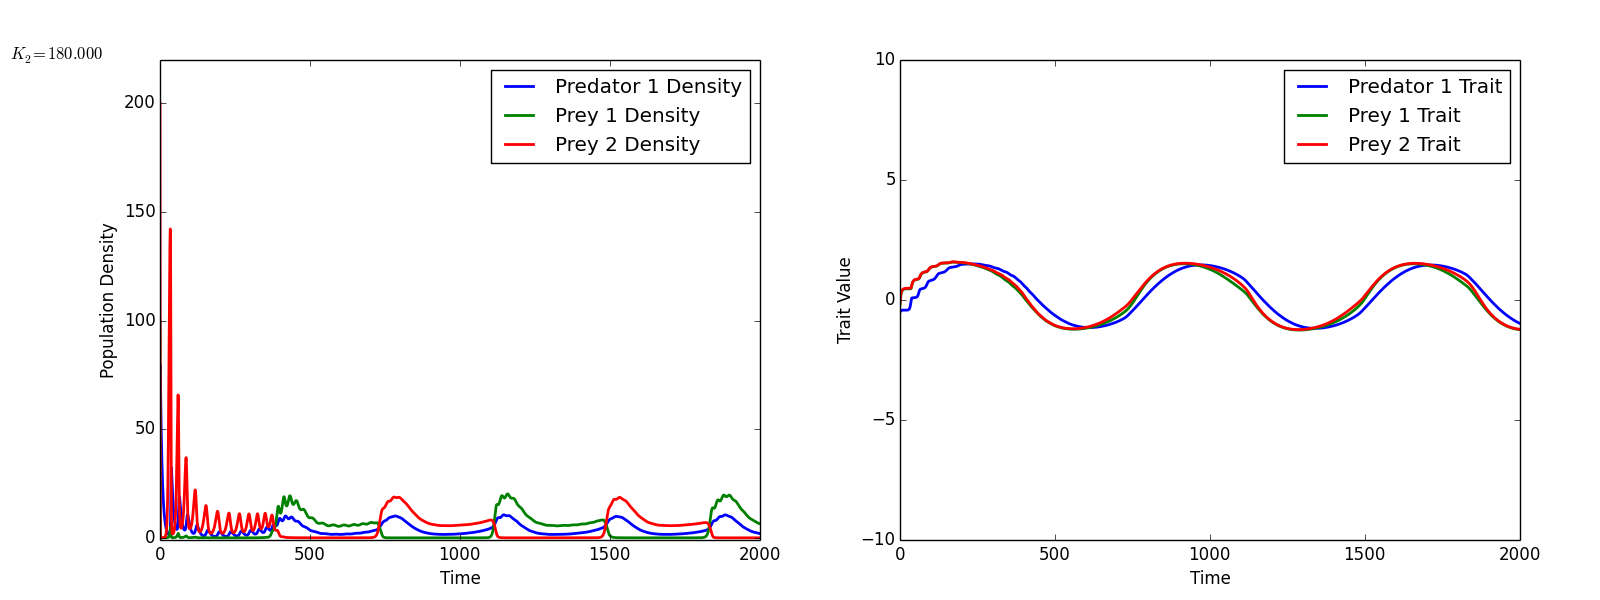 K₂=180.000
Predator 1 Density
Prey 1 Density
Prey 2 Density
Population Density
200
150
100
50
0
0 500 1000 1500 2000
Time
Predator 1 Trait
Prey 1 Trait
Prey 2 Trait
Trait Value
10
5
0
−5
−10
0 500 1000 1500 2000
Time